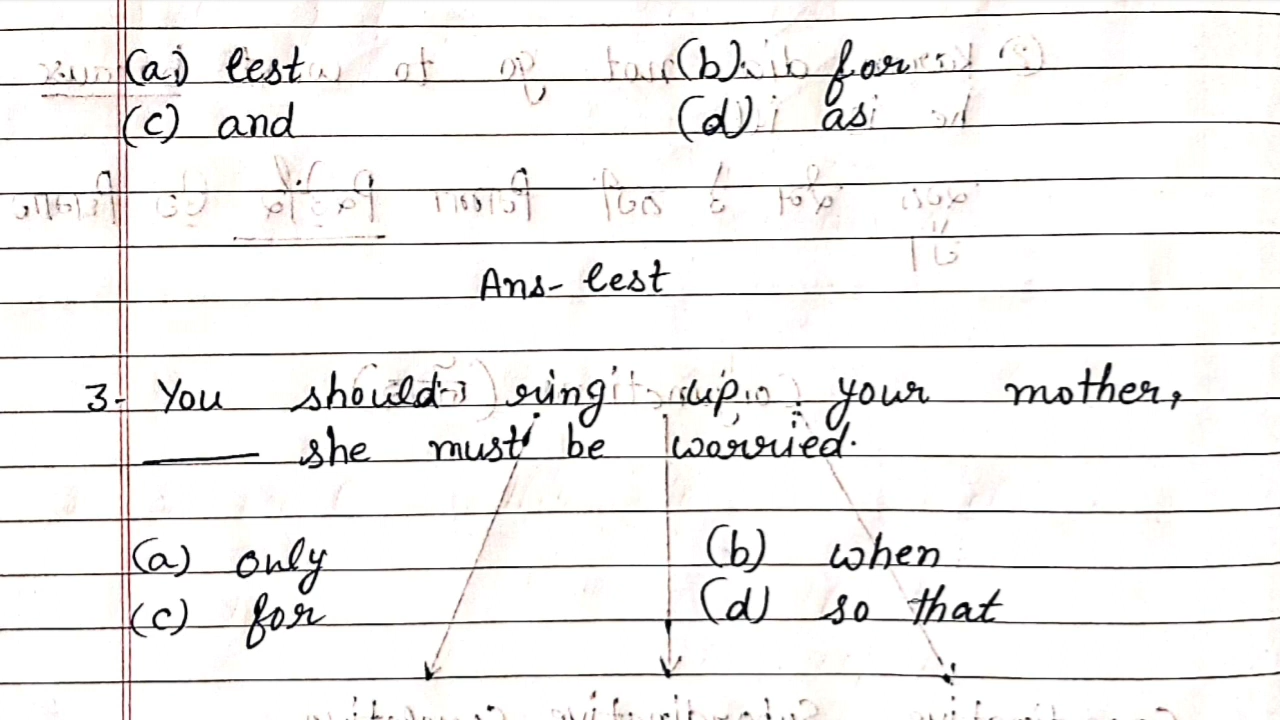 (a) lest (b) for
(c) and (d) as
Ans- lest
3- You should ring up your mother,
_____ she must be worried.
(a) only (b) when
(c) for (d) so that